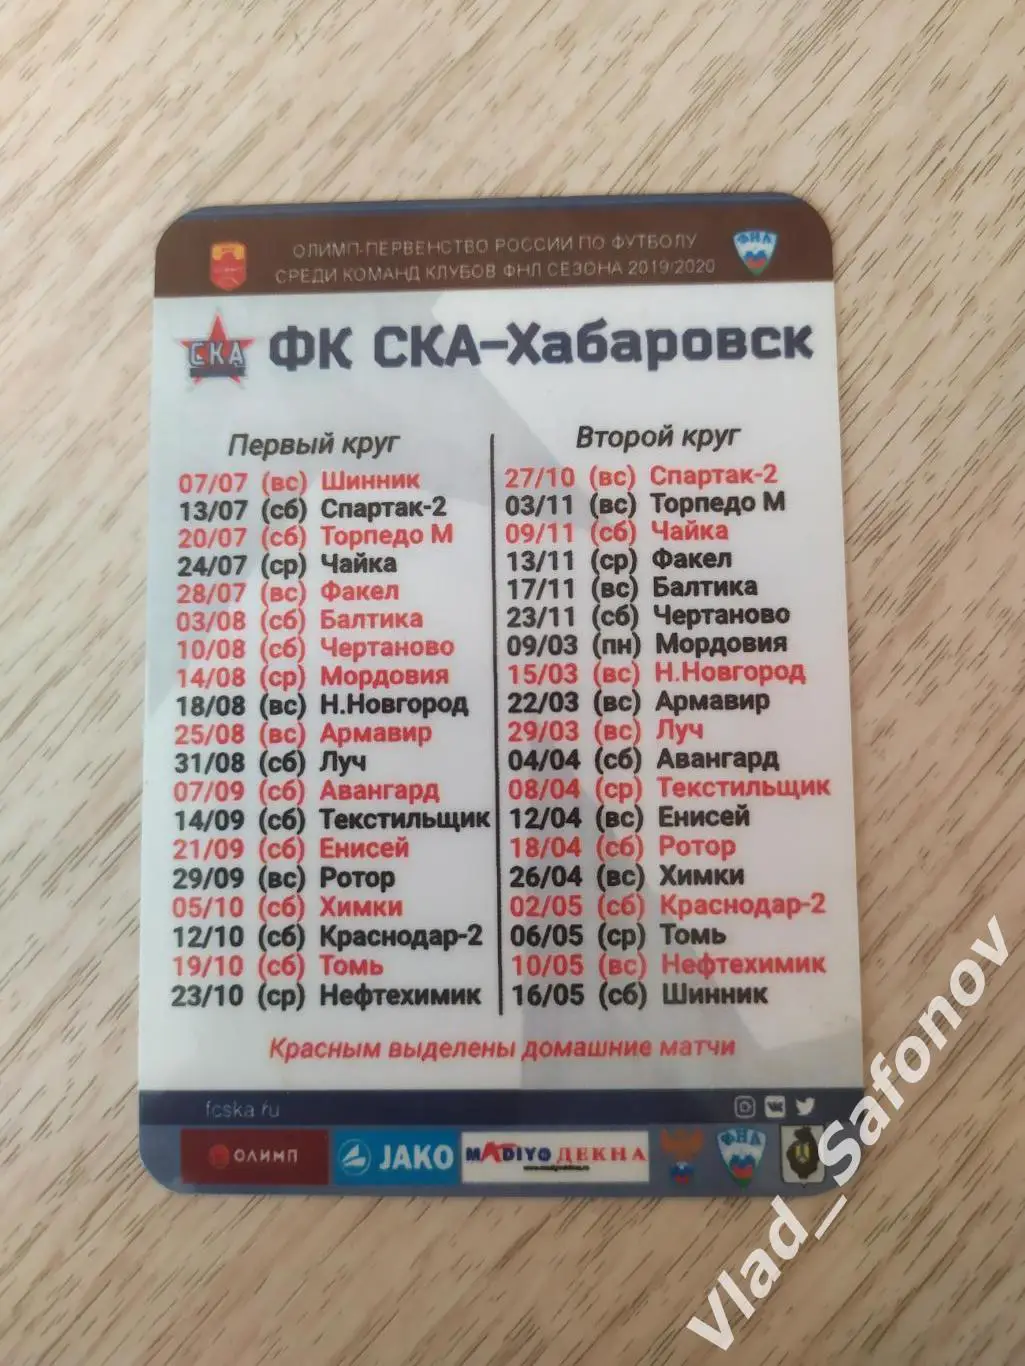 ОЛИМП-ПЕРВЕНСТВО РОССИИ ПО ФУТБОЛУ
СРЕДИ КОМАНД КЛУБОВ ФНЛ СЕЗОНА 2019/2020
ФНЛ
СКА
ФК СКА-Хабаровск
Первый круг
07/07 (вс) Шинник
13/07 (сб) Спартак-2
20/07 (сб) Торпедо М
24/07 (ср) Чайка
28/07 (вс) Факел
03/08 (сб) Балтика
10/08 (сб) Чертаново
14/08 (ср) Мордовия
18/08 (вс) Н.Новгород
25/08 (вс) Армавир
31/08 (сб) Луч
07/09 (сб) Авангард
14/09 (сб) Текстильщик
21/09 (сб) Енисей
29/09 (вс) Ротор
05/10 (сб) Химки
12/10 (сб) Краснодар-2
19/10 (сб) Томь
23/10 (ср) Нефтехимик
Второй круг
27/10 (вс) Спартак-2
03/11 (вс) Торпедо М
09/11 (сб) Чайка
13/11 (ср) Факел
17/11 (вс) Балтика
23/11 (сб) Чертаново
09/03 (пн) Мордовия
15/03 (вс) Н.Новгород
22/03 (вс) Армавир
29/03 (вс) Луч
04/04 (сб) Авангард
08/04 (ср) Текстильщик
12/04 (вс) Енисей
18/04 (сб) Ротор
26/04 (вс) Химки
02/05 (сб) Краснодар-2
06/05 (ср) Томь
10/05 (вс) Нефтехимик
16/05 (сб) Шинник
Красным выделены домашние матчи
fcska.ru
ОЛИМП
JAKO
MADIYO ДЕКНА
ФНЛ
Vlad_Safonov